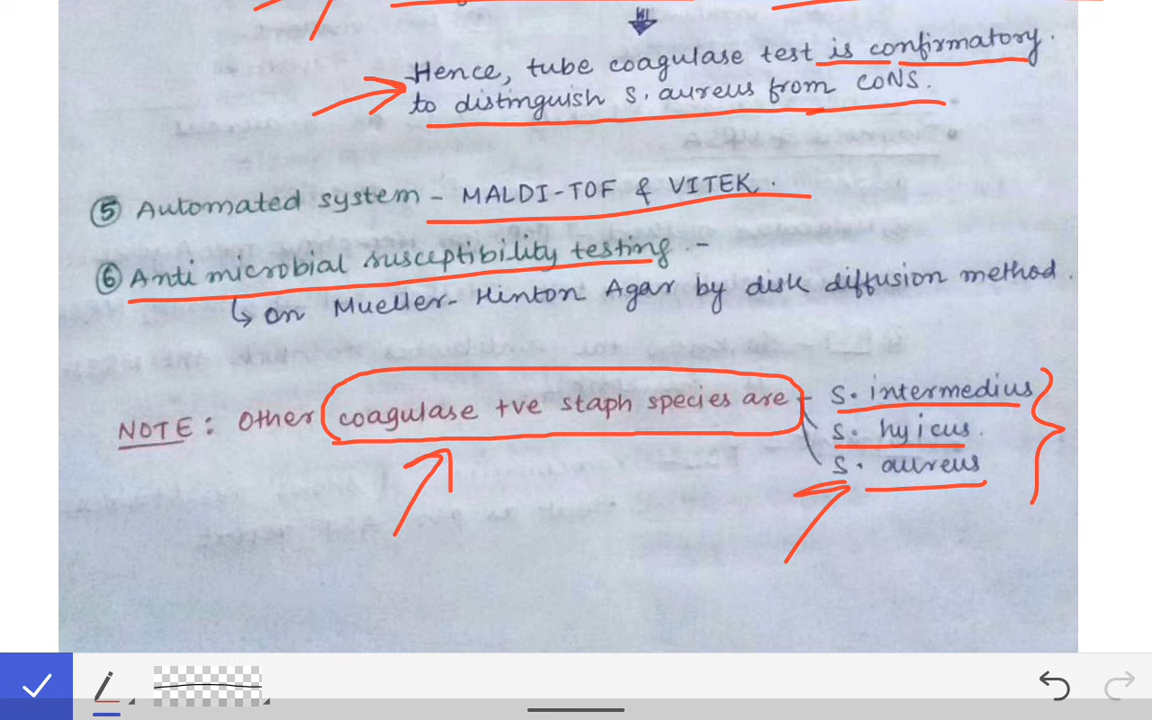 Hence, tube coagulase test is confirmatory.
to distinguish S. aureus from CoNS.
⑤ Automated system - MALDI-TOF & VITEK.
⑥ Anti microbial susceptibility testing. -
↳ on Mueller-Hinton Agar by disk diffusion method.
NOTE: Other coagulase +ve staph species are - S. intermedius
S. hyicus.
S. aureus